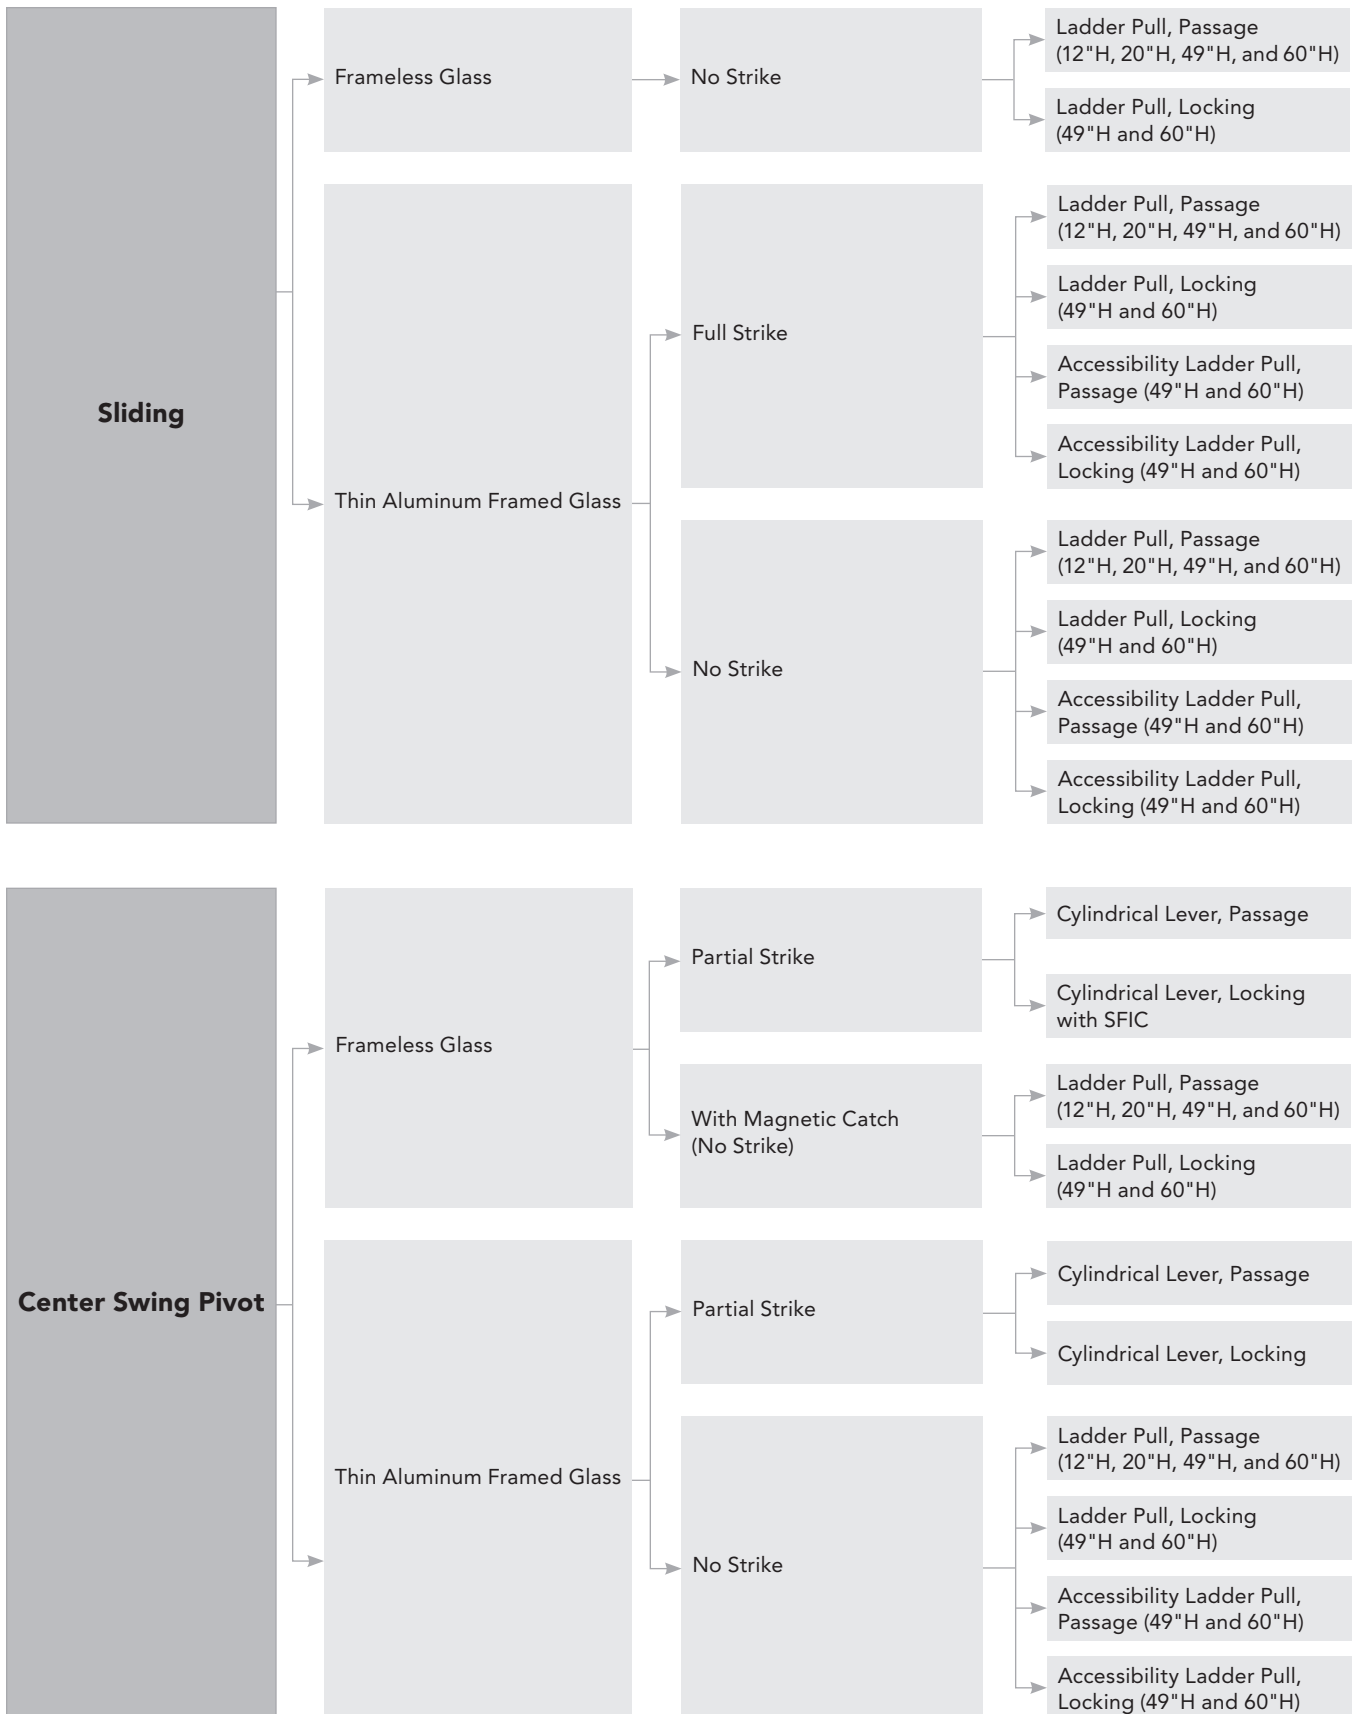 Sliding
Frameless Glass
No Strike
Ladder Pull, Passage
(12"H, 20"H, 49"H, and 60"H)
Ladder Pull, Locking
(49"H and 60"H)
Thin Aluminum Framed Glass
Full Strike
Ladder Pull, Passage
(12"H, 20"H, 49"H, and 60"H)
Ladder Pull, Locking
(49"H and 60"H)
Accessibility Ladder Pull,
Passage (49"H and 60"H)
Accessibility Ladder Pull,
Locking (49"H and 60"H)
No Strike
Ladder Pull, Passage
(12"H, 20"H, 49"H, and 60"H)
Ladder Pull, Locking
(49"H and 60"H)
Accessibility Ladder Pull,
Passage (49"H and 60"H)
Accessibility Ladder Pull,
Locking (49"H and 60"H)
Center Swing Pivot
Frameless Glass
Partial Strike
Cylindrical Lever, Passage
Cylindrical Lever, Locking
with SFIC
With Magnetic Catch
(No Strike)
Ladder Pull, Passage
(12"H, 20"H, 49"H, and 60"H)
Ladder Pull, Locking
(49"H and 60"H)
Thin Aluminum Framed Glass
Partial Strike
Cylindrical Lever, Passage
Cylindrical Lever, Locking
No Strike
Ladder Pull, Passage
(12"H, 20"H, 49"H, and 60"H)
Ladder Pull, Locking
(49"H and 60"H)
Accessibility Ladder Pull,
Passage (49"H and 60"H)
Accessibility Ladder Pull,
Locking (49"H and 60"H)